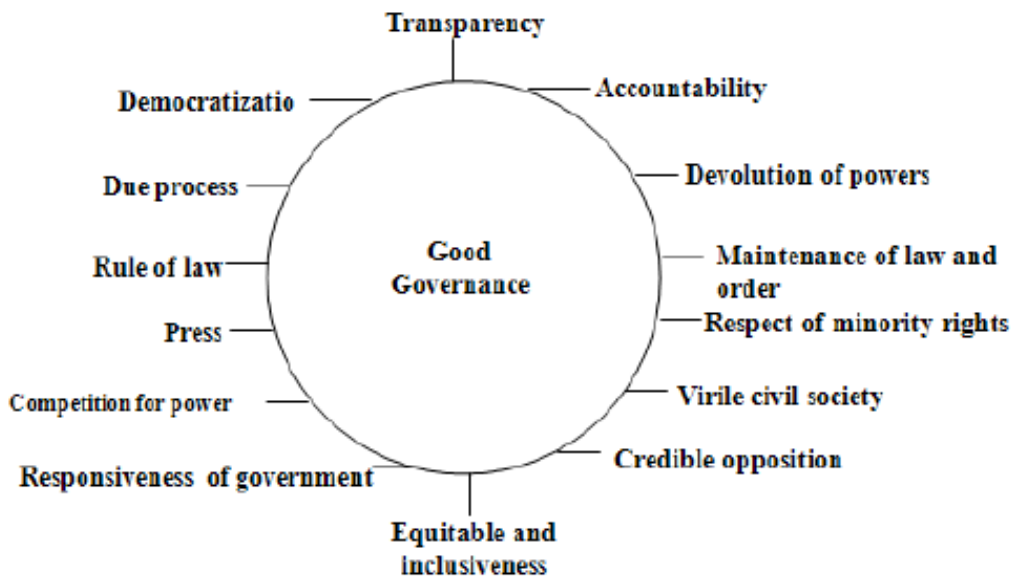 Transparency
Accountability
Democratizatio
Devolution of powers
Due process
Good
Governance
Maintenance of law and
order
Rule of law
Respect of minority rights
Press
Virile civil society
Competition for power
Credible opposition
Responsiveness of government
Equitable and
inclusiveness